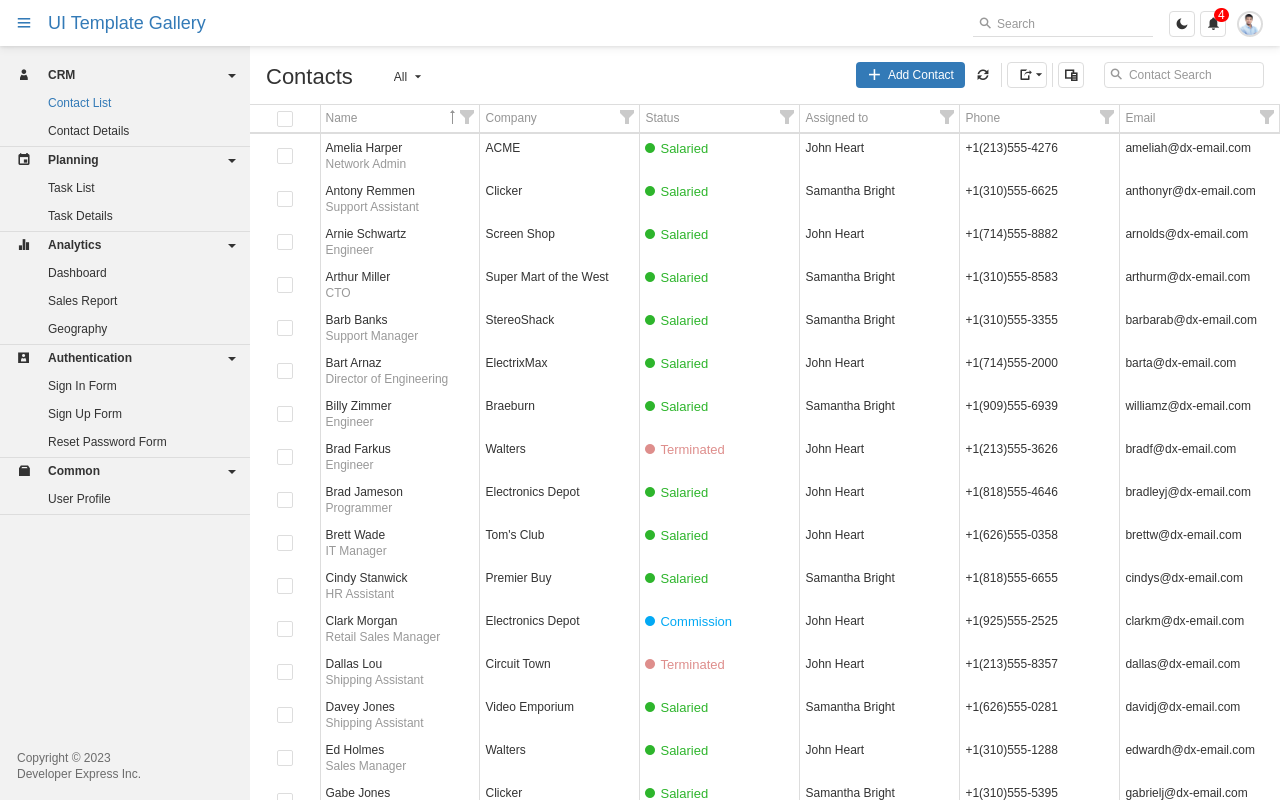 UI Template Gallery
Search
4
CRM
Contact List
Contact Details
Planning
Task List
Task Details
Analytics
Dashboard
Sales Report
Geography
Authentication
Sign In Form
Sign Up Form
Reset Password Form
Common
User Profile
Copyright © 2023
Developer Express Inc.
Contacts
All
Add Contact
Contact Search
Name Company Status Assigned to Phone Email
Amelia Harper ACME Salaried John Heart +1(213)555-4276 ameliah@dx-email.com
Network Admin
Antony Remmen Clicker Salaried Samantha Bright +1(310)555-6625 anthonyr@dx-email.com
Support Assistant
Arnie Schwartz Screen Shop Salaried John Heart +1(714)555-8882 arnolds@dx-email.com
Engineer
Arthur Miller Super Mart of the West Salaried Samantha Bright +1(310)555-8583 arthurm@dx-email.com
CTO
Barb Banks StereoShack Salaried Samantha Bright +1(310)555-3355 barbarab@dx-email.com
Support Manager
Bart Arnaz ElectrixMax Salaried John Heart +1(714)555-2000 barta@dx-email.com
Director of Engineering
Billy Zimmer Braeburn Salaried Samantha Bright +1(909)555-6939 williamz@dx-email.com
Engineer
Brad Farkus Walters Terminated John Heart +1(213)555-3626 bradf@dx-email.com
Engineer
Brad Jameson Electronics Depot Salaried John Heart +1(818)555-4646 bradleyj@dx-email.com
Programmer
Brett Wade Tom's Club Salaried John Heart +1(626)555-0358 brettw@dx-email.com
IT Manager
Cindy Stanwick Premier Buy Salaried Samantha Bright +1(818)555-6655 cindys@dx-email.com
HR Assistant
Clark Morgan Electronics Depot Commission John Heart +1(925)555-2525 clarkm@dx-email.com
Retail Sales Manager
Dallas Lou Circuit Town Terminated John Heart +1(213)555-8357 dallas@dx-email.com
Shipping Assistant
Davey Jones Video Emporium Salaried Samantha Bright +1(626)555-0281 davidj@dx-email.com
Shipping Assistant
Ed Holmes Walters Salaried John Heart +1(310)555-1288 edwardh@dx-email.com
Sales Manager
Gabe Jones Clicker Salaried Samantha Bright +1(310)555-5395 gabrielj@dx-email.com